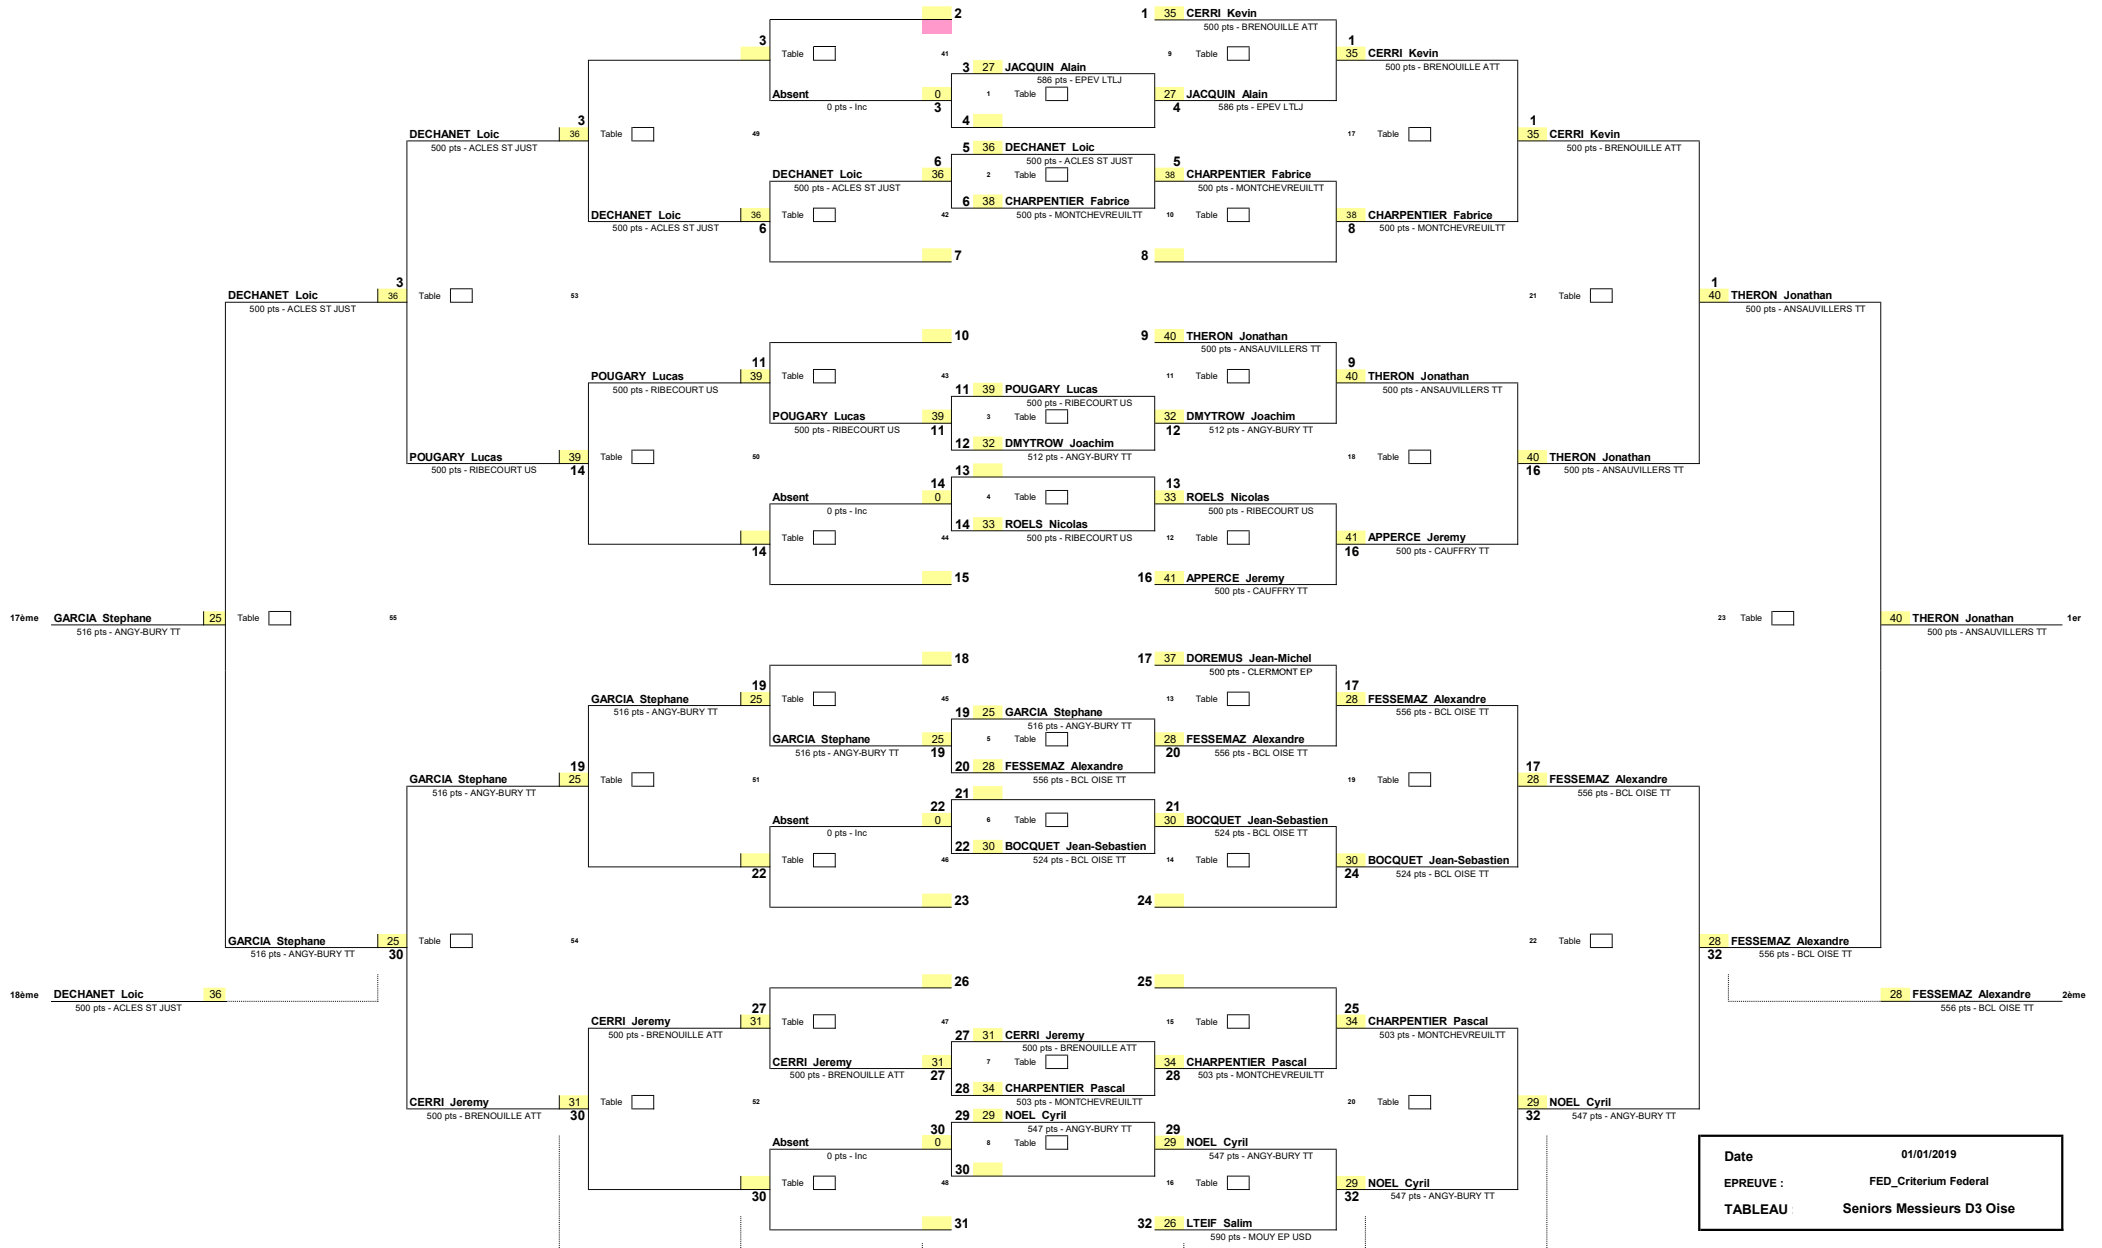 2
1 35 CERRI Kevin
500 pts - BRENOUILLE ATT
3
Table
41
9 Table
1
35 CERRI Kevin
500 pts - BRENOUILLE ATT
3 27 JACQUIN Alain
586 pts - EPEV LTLJ
Absent 0
0 pts - Inc
3
1 Table
27 JACQUIN Alain
4
586 pts - EPEV LTLJ
4
3
DECHANET Loic 36
500 pts - ACLES ST JUST
Table
49
17 Table
1
35 CERRI Kevin
500 pts - BRENOUILLE ATT
5 36 DECHANET Loic
500 pts - ACLES ST JUST
6
DECHANET Loic 36
500 pts - ACLES ST JUST
2 Table
5
38 CHARPENTIER Fabrice
500 pts - MONTCHEVREUILTT
6 38 CHARPENTIER Fabrice
500 pts - MONTCHEVREUILTT
DECHANET Loic 36
500 pts - ACLES ST JUST
6
Table
42
10 Table
38 CHARPENTIER Fabrice
8
500 pts - MONTCHEVREUILTT
7
8
3
DECHANET Loic 36
500 pts - ACLES ST JUST
Table
53
21 Table
1
40 THERON Jonathan
500 pts - ANSAUVILLERS TT
10
9 40 THERON Jonathan
500 pts - ANSAUVILLERS TT
11
POUGARY Lucas 39
500 pts - RIBECOURT US
Table
43
11 Table
9
40 THERON Jonathan
500 pts - ANSAUVILLERS TT
11 39 POUGARY Lucas
500 pts - RIBECOURT US
POUGARY Lucas 39
500 pts - RIBECOURT US
11
3 Table
32 DMYTROW Joachim
12
512 pts - ANGY-BURY TT
12 32 DMYTROW Joachim
512 pts - ANGY-BURY TT
POUGARY Lucas 39
500 pts - RIBECOURT US
14
Table
50
18 Table
40 THERON Jonathan
16
500 pts - ANSAUVILLERS TT
13
14
Absent 0
0 pts - Inc
4 Table
13
33 ROELS Nicolas
500 pts - RIBECOURT US
14 33 ROELS Nicolas
500 pts - RIBECOURT US
14
Table
44
12 Table
41 APPERCE Jeremy
16
500 pts - CAUFFRY TT
15
16 41 APPERCE Jeremy
500 pts - CAUFFRY TT
17ème GARCIA Stephane 25
516 pts - ANGY-BURY TT
Table
55
23 Table
40 THERON Jonathan 1er
500 pts - ANSAUVILLERS TT
18
17 37 DOREMUS Jean-Michel
500 pts - CLERMONT EP
19
GARCIA Stephane 25
516 pts - ANGY-BURY TT
Table
45
13 Table
17
28 FESSEMAZ Alexandre
556 pts - BCL OISE TT
19 25 GARCIA Stephane
516 pts - ANGY-BURY TT
GARCIA Stephane 25
516 pts - ANGY-BURY TT
19
5 Table
28 FESSEMAZ Alexandre
20
556 pts - BCL OISE TT
20 28 FESSEMAZ Alexandre
556 pts - BCL OISE TT
19
GARCIA Stephane 25
516 pts - ANGY-BURY TT
Table
51
19 Table
17
28 FESSEMAZ Alexandre
556 pts - BCL OISE TT
21
22
Absent 0
0 pts - Inc
6 Table
21
30 BOCQUET Jean-Sebastien
524 pts - BCL OISE TT
22 30 BOCQUET Jean-Sebastien
524 pts - BCL OISE TT
22
Table
46
14 Table
30 BOCQUET Jean-Sebastien
24
524 pts - BCL OISE TT
23
24
GARCIA Stephane 25
516 pts - ANGY-BURY TT
30
Table
54
22 Table
28 FESSEMAZ Alexandre
32
556 pts - BCL OISE TT
18ème DECHANET Loic 36
500 pts - ACLES ST JUST
26
25
28 FESSEMAZ Alexandre 2ème
556 pts - BCL OISE TT
27
CERRI Jeremy 31
500 pts - BRENOUILLE ATT
Table
47
15 Table
25
34 CHARPENTIER Pascal
503 pts - MONTCHEVREUILTT
27 31 CERRI Jeremy
500 pts - BRENOUILLE ATT
CERRI Jeremy 31
500 pts - BRENOUILLE ATT
27
7 Table
34 CHARPENTIER Pascal
28
503 pts - MONTCHEVREUILTT
28 34 CHARPENTIER Pascal
503 pts - MONTCHEVREUILTT
CERRI Jeremy 31
500 pts - BRENOUILLE ATT
30
Table
52
20 Table
29 NOEL Cyril
32
547 pts - ANGY-BURY TT
29 29 NOEL Cyril
547 pts - ANGY-BURY TT
30
Absent 0
0 pts - Inc
8 Table
29
29 NOEL Cyril
547 pts - ANGY-BURY TT
30
30
Table
48
16 Table
29 NOEL Cyril
32
547 pts - ANGY-BURY TT
31
32 26 LTEIF Salim
590 pts - MOUY EP USD
Date 01/01/2019
EPREUVE : FED_Criterium Federal
TABLEAU : Seniors Messieurs D3 Oise